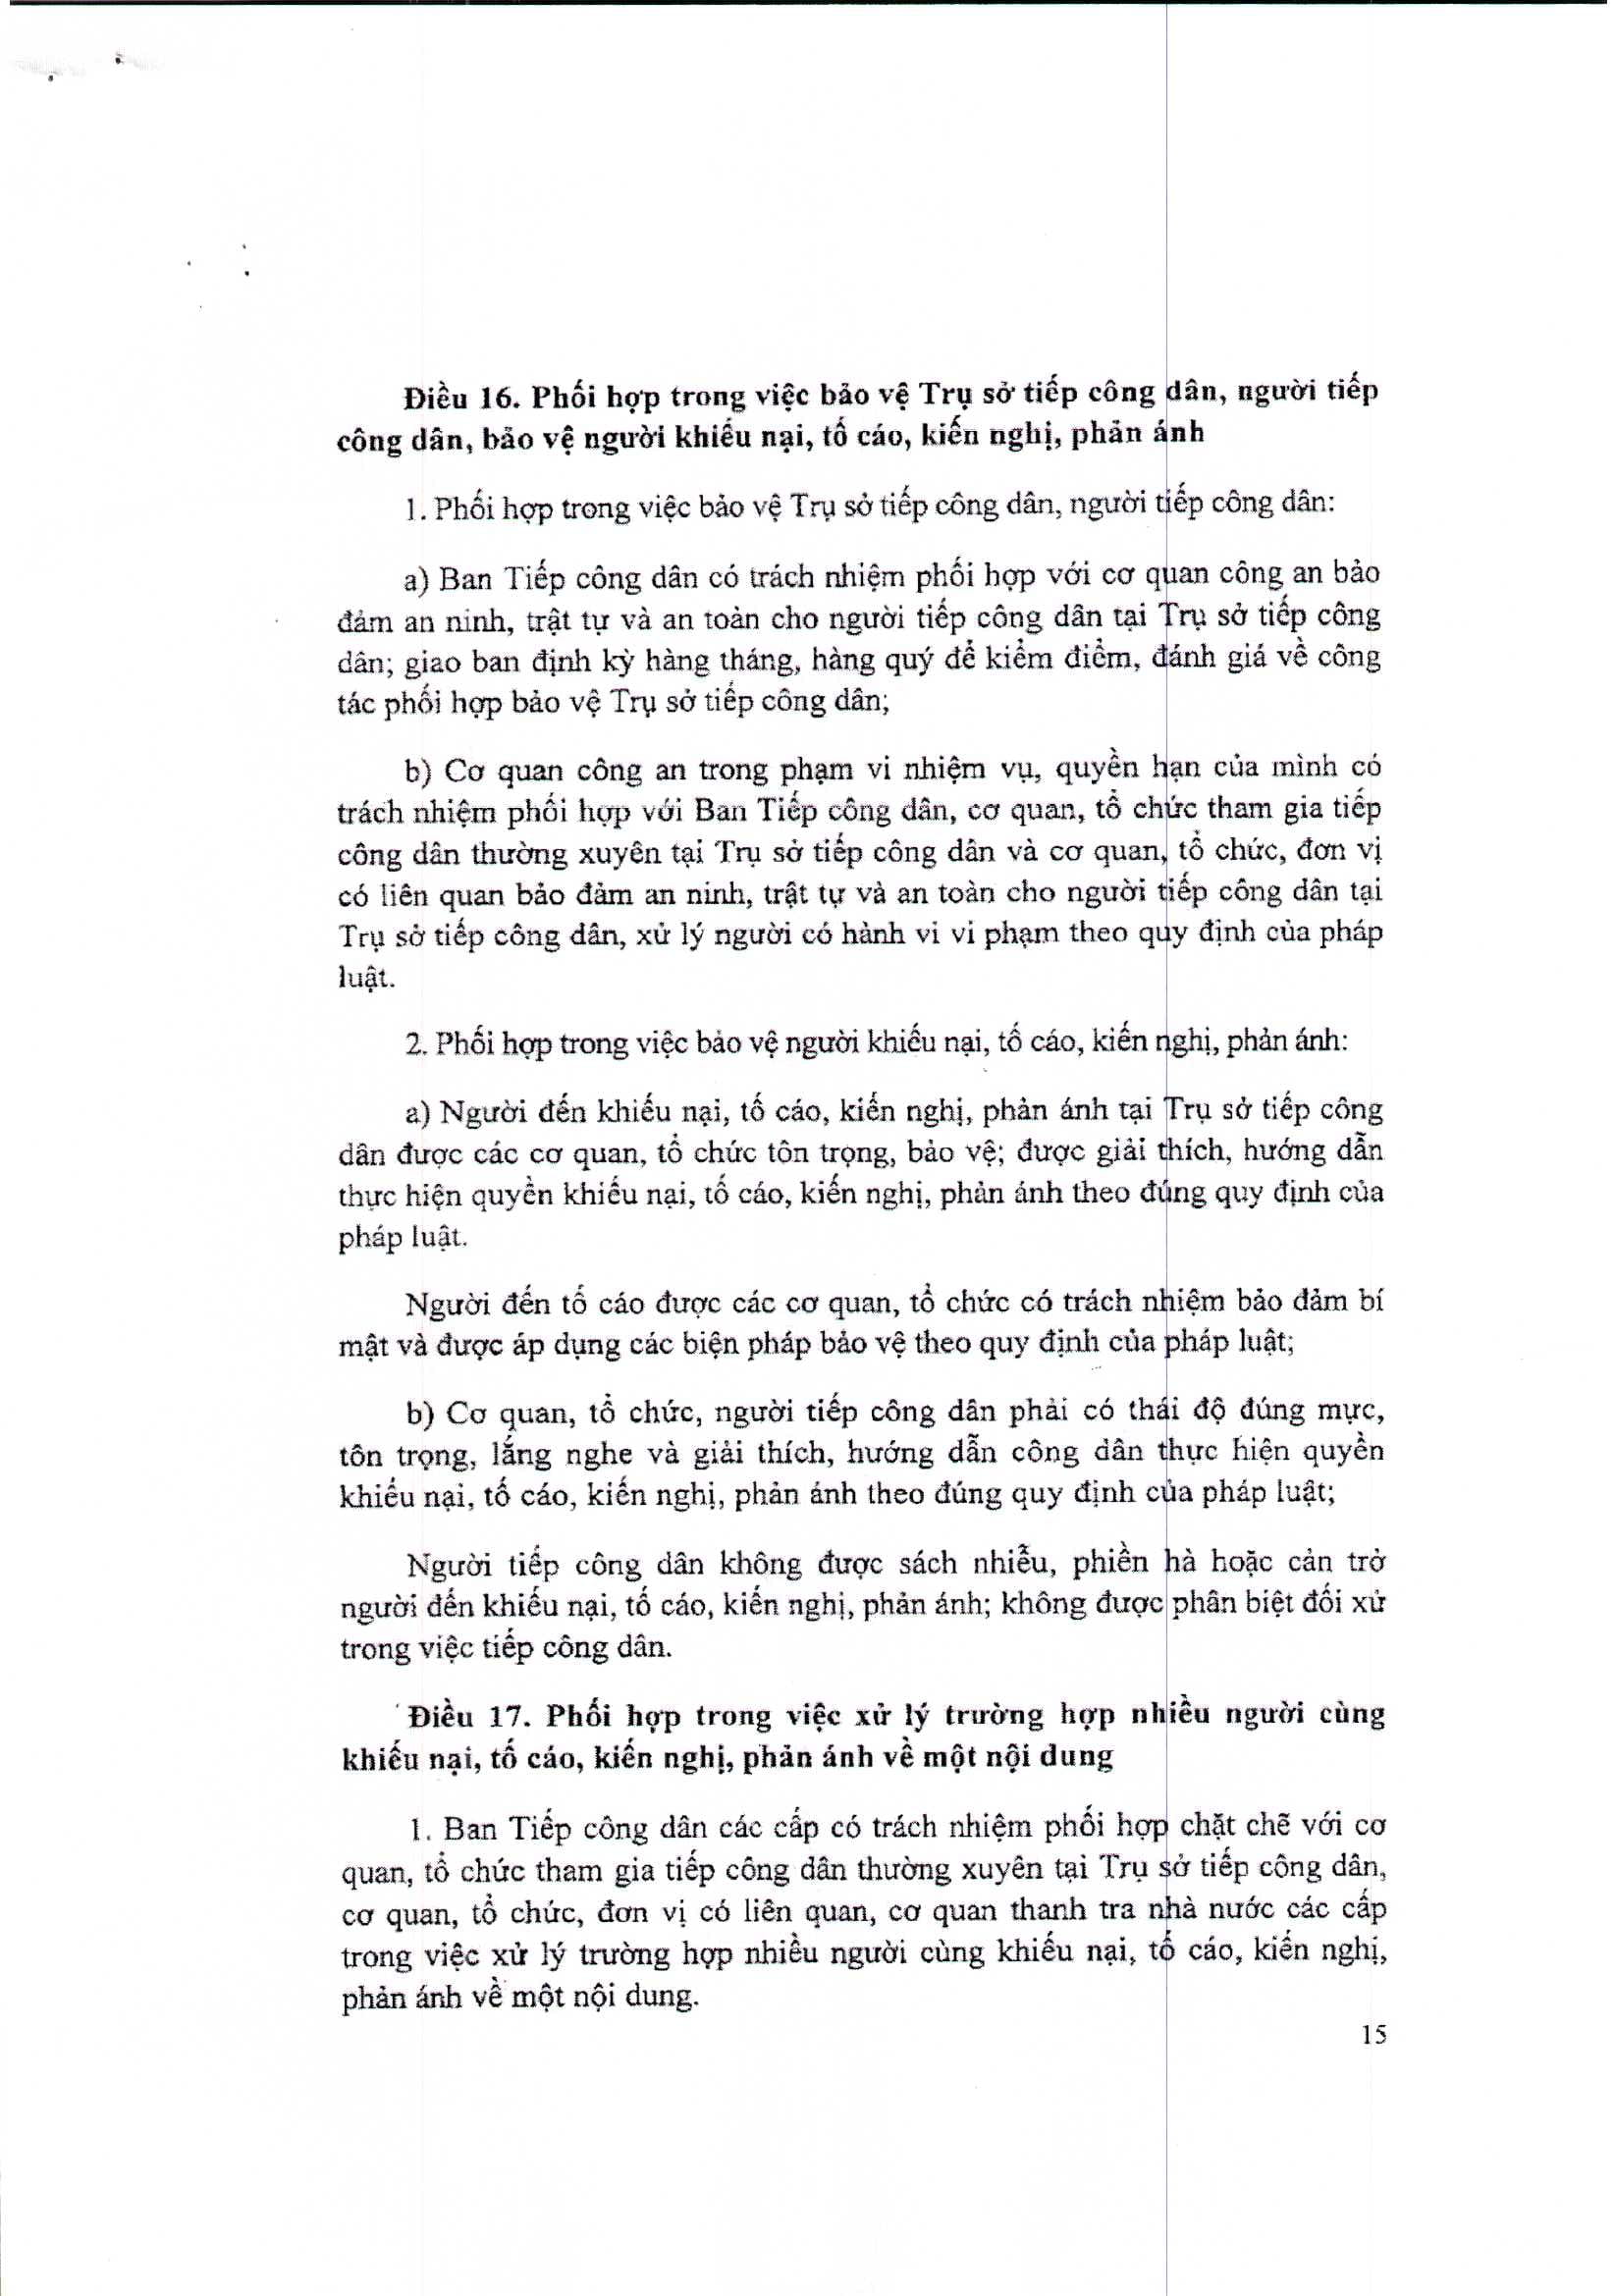 Điều 16. Phối hợp trong việc bảo vệ Trụ sở tiếp công dân, người tiếp
công dân, bảo vệ người khiếu nại, tố cáo, kiến nghị, phản ánh
1. Phối hợp trong việc bảo vệ Trụ sở tiếp công dân, người tiếp công dân:
a) Ban Tiếp công dân có trách nhiệm phối hợp với cơ quan công an bảo
đảm an ninh, trật tự và an toàn cho người tiếp công dân tại Trụ sở tiếp công
dân; giao ban định kỳ hàng tháng, hàng quý để kiểm điểm, đánh giá về công
tác phối hợp bảo vệ Trụ sở tiếp công dân;
b) Cơ quan công an trong phạm vi nhiệm vụ, quyền hạn của mình có
trách nhiệm phối hợp với Ban Tiếp công dân, cơ quan, tổ chức tham gia tiếp
công dân thường xuyên tại Trụ sở tiếp công dân và cơ quan, tổ chức, đơn vị
có liên quan bảo đảm an ninh, trật tự và an toàn cho người tiếp công dân tại
Trụ sở tiếp công dân, xử lý người có hành vi vi phạm theo quy định của pháp
luật.
2. Phối hợp trong việc bảo vệ người khiếu nại, tố cáo, kiến nghị, phản ánh:
a) Người đến khiếu nại, tố cáo, kiến nghị, phản ánh tại Trụ sở tiếp công
dân được các cơ quan, tổ chức tôn trọng, bảo vệ; được giải thích, hướng dẫn
thực hiện quyền khiếu nại, tố cáo, kiến nghị, phản ánh theo đúng quy định của
pháp luật.
Người đến tố cáo được các cơ quan, tổ chức có trách nhiệm bảo đảm bí
mật và được áp dụng các biện pháp bảo vệ theo quy định của pháp luật;
b) Cơ quan, tổ chức, người tiếp công dân phải có thái độ đúng mực,
tôn trọng, lắng nghe và giải thích, hướng dẫn công dân thực hiện quyền
khiếu nại, tố cáo, kiến nghị, phản ánh theo đúng quy định của pháp luật;
Người tiếp công dân không được sách nhiễu, phiền hà hoặc cản trở
người đến khiếu nại, tố cáo, kiến nghị, phản ánh; không được phân biệt đối xử
trong việc tiếp công dân.
Điều 17. Phối hợp trong việc xử lý trường hợp nhiều người cùng
khiếu nại, tố cáo, kiến nghị, phản ánh về một nội dung
1. Ban Tiếp công dân các cấp có trách nhiệm phối hợp chặt chẽ với cơ
quan, tổ chức tham gia tiếp công dân thường xuyên tại Trụ sở tiếp công dân,
cơ quan, tổ chức, đơn vị có liên quan, cơ quan thanh tra nhà nước các cấp
trong việc xử lý trường hợp nhiều người cùng khiếu nại, tố cáo, kiến nghị,
phản ánh về một nội dung.
15